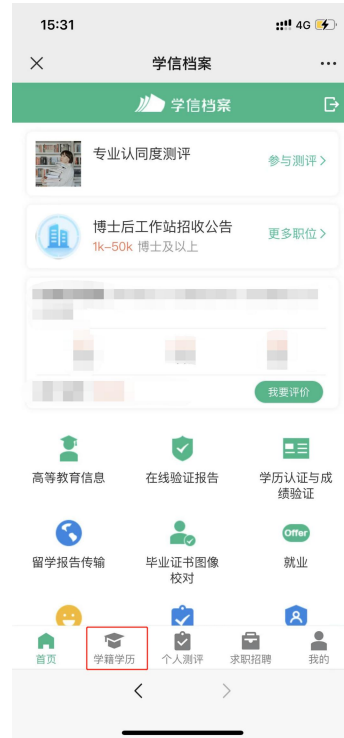 15:31
4G
学信档案
学信档案
专业认同度测评
参与测评
博士后工作站招收公告
更多职位
1k–50k 博士及以上
我要评价
高等教育信息
在线验证报告
学历认证与成
绩验证
Offer
留学报告传输
毕业证书图像
校对
就业
首页
学籍学历
个人测评
求职招聘
我的